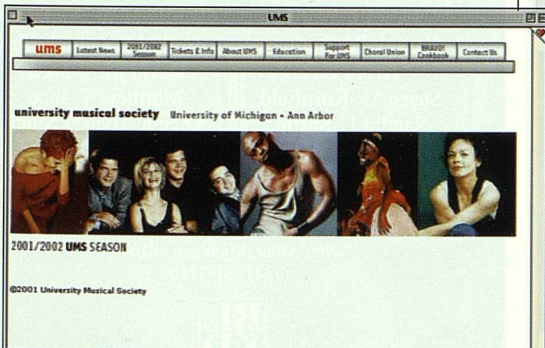 UMS
ums
Latest News
2001/2002 Season
Tickets & Info
About UMS
Education
Support For UMS
Choral Union
BRAVO! Cookbook
Contact Us
university musical society University of Michigan • Ann Arbor
2001/2002 UMS SEASON
©2001 University Musical Society